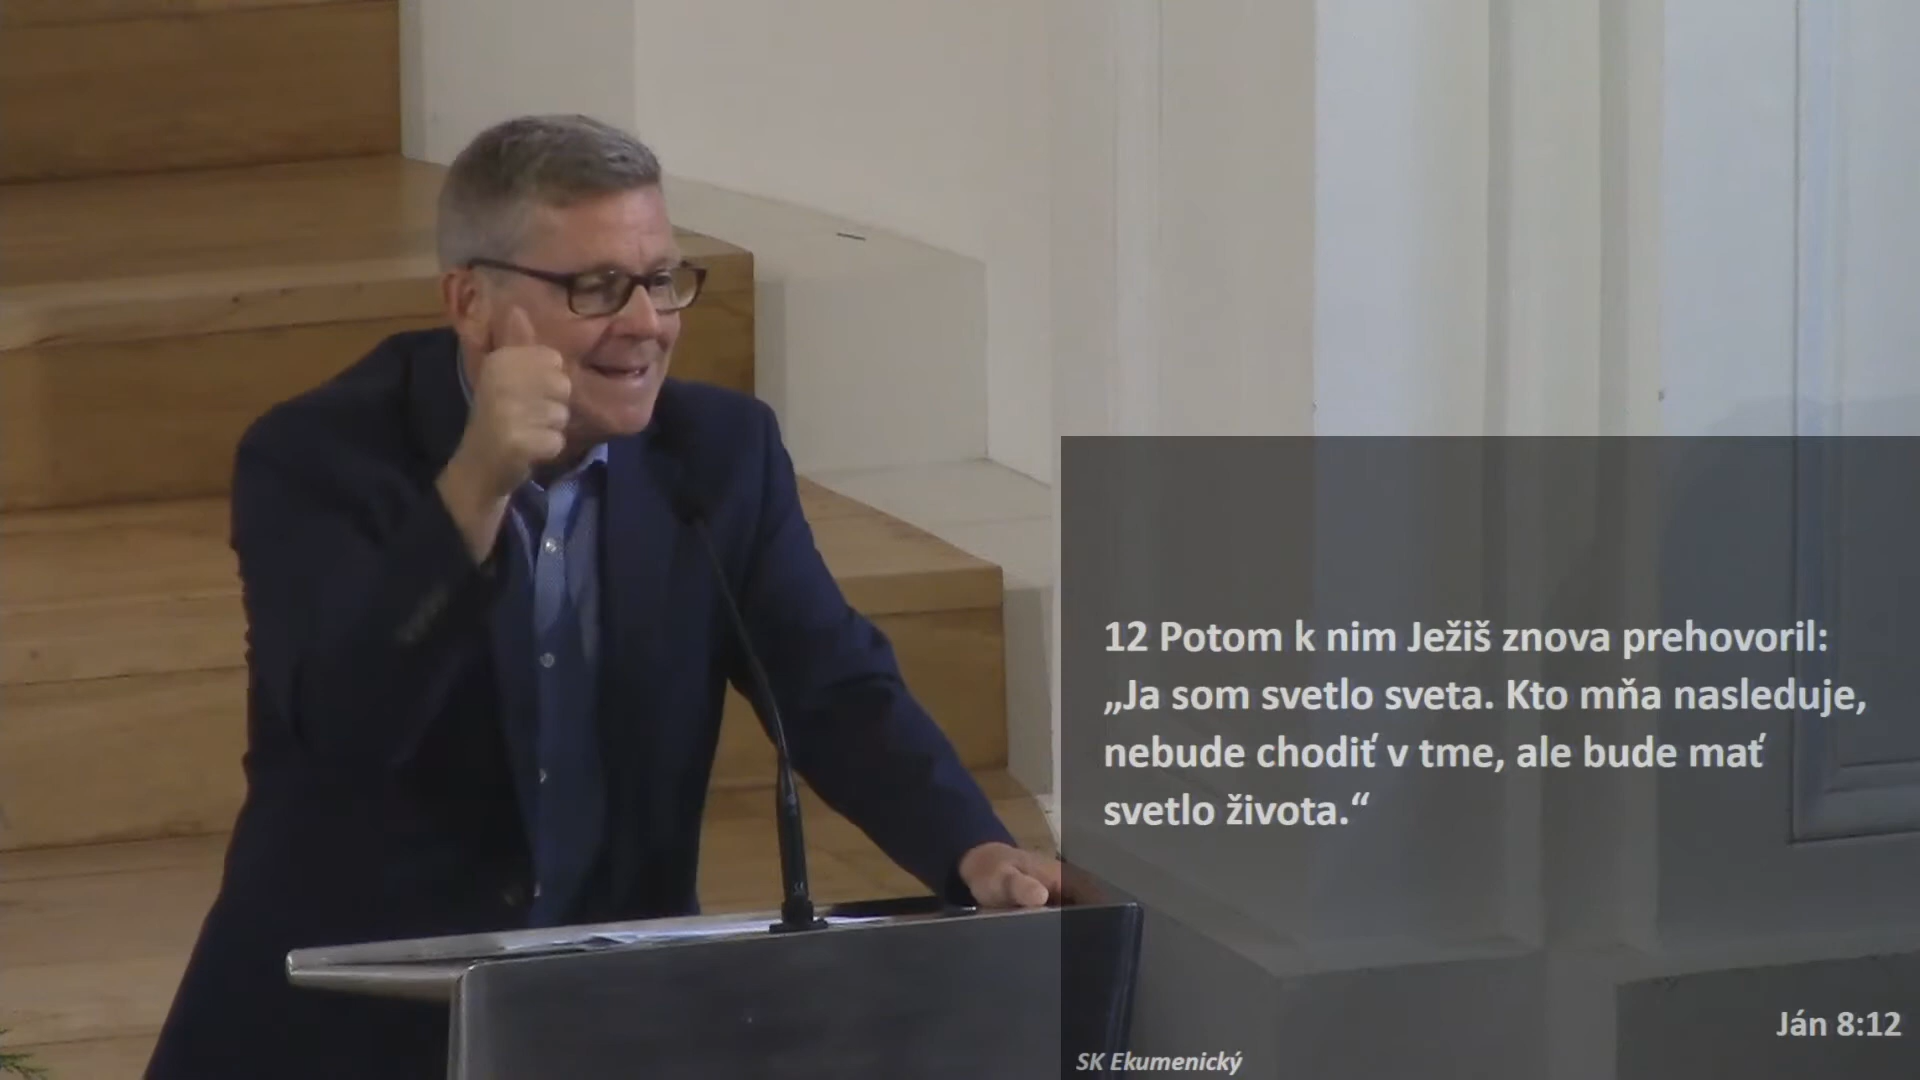 12 Potom k nim Ježiš znova prehovoril:
„Ja som svetlo sveta. Kto mňa nasleduje,
nebude chodiť v tme, ale bude mať
svetlo života.“
Ján 8:12
SK Ekumenický